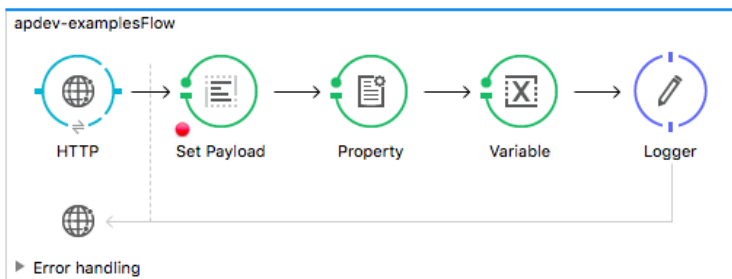 apdev-examplesFlow
HTTP
Set Payload
Property
Variable
Logger
Error handling